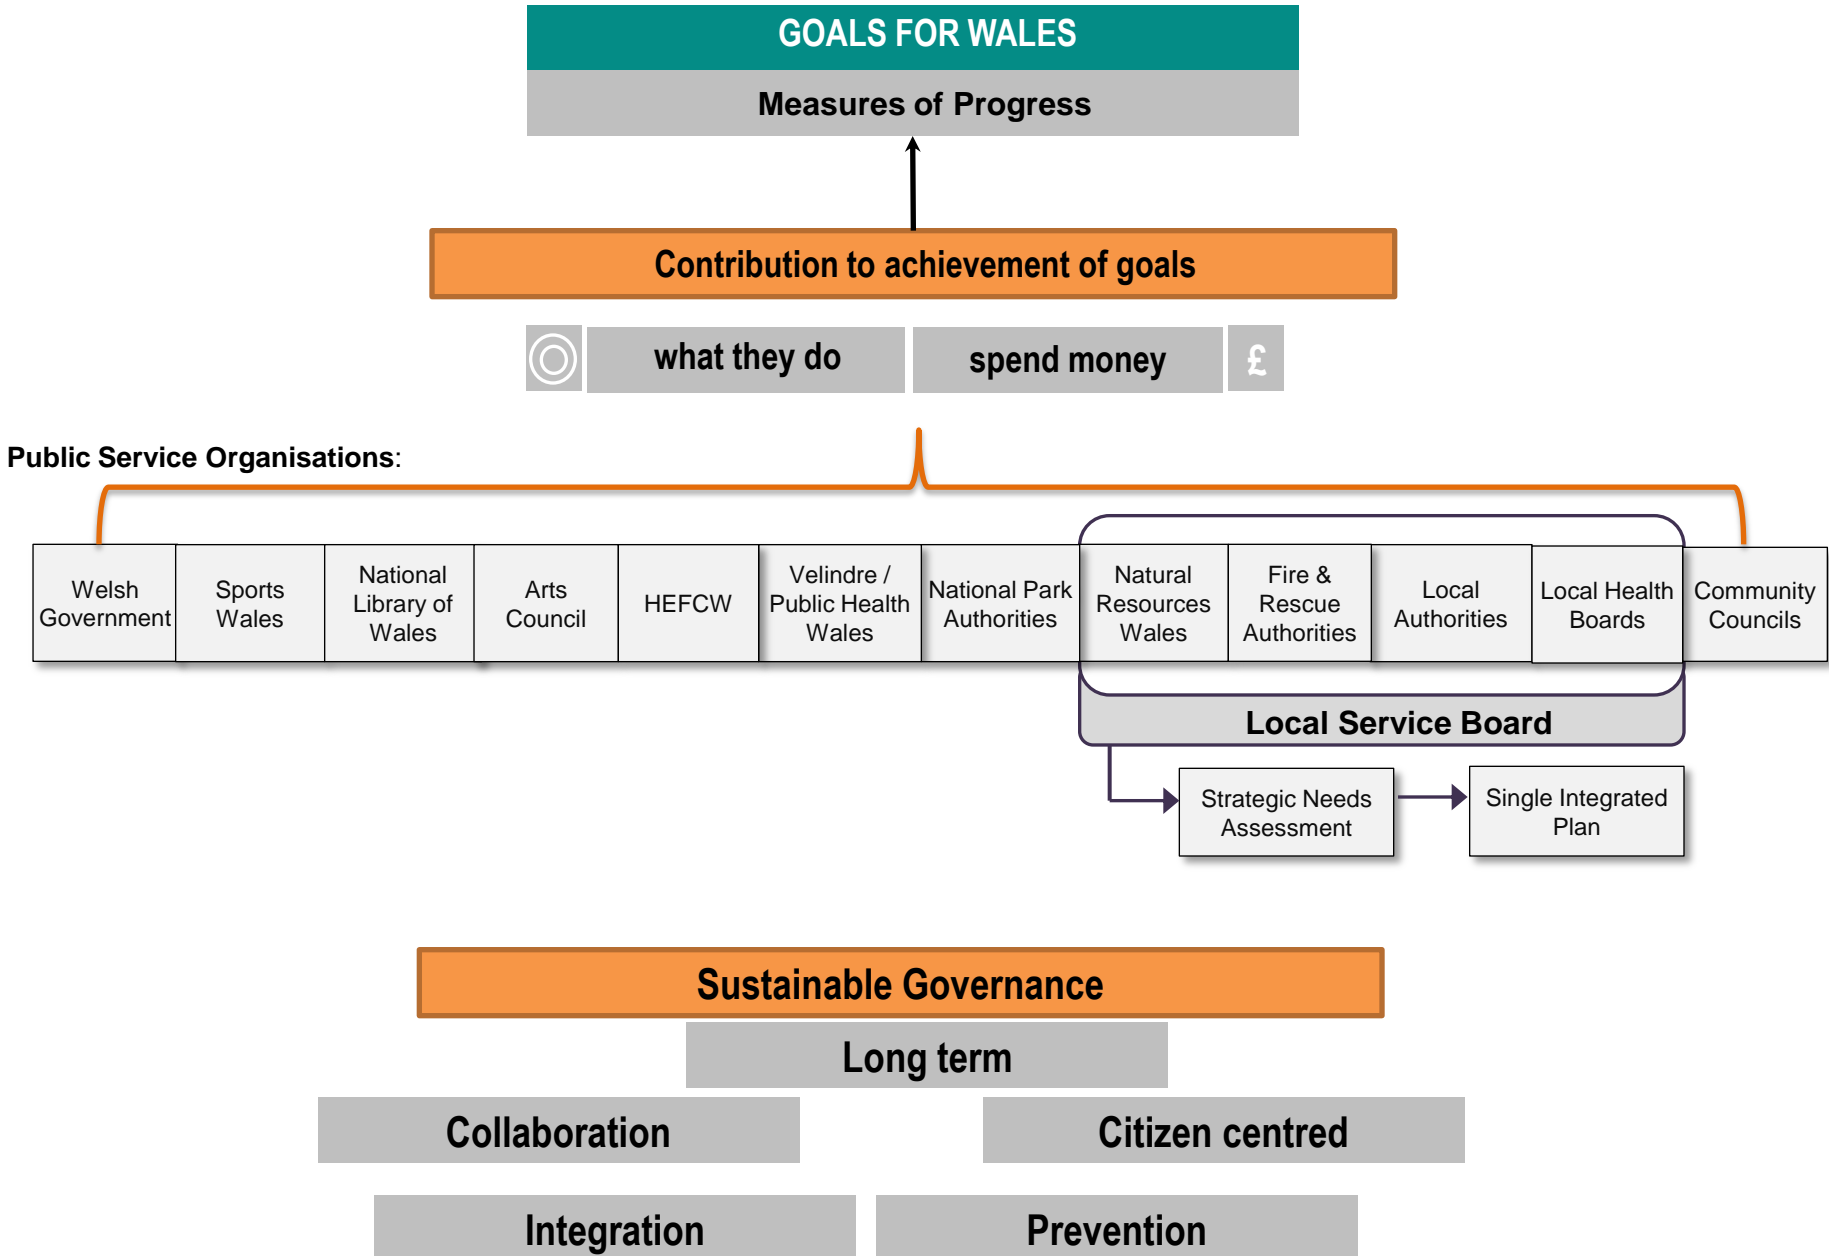 GOALS FOR WALES
Measures of Progress
Contribution to achievement of goals
what they do
spend money
£
Public Service Organisations:
Welsh
Government
Sports
Wales
National
Library of
Wales
Arts
Council
HEFCW
Velindre /
Public Health
Wales
National Park
Authorities
Natural
Resources
Wales
Fire &
Rescue
Authorities
Local
Authorities
Local Health
Boards
Community
Councils
Local Service Board
Strategic Needs
Assessment
Single Integrated
Plan
Sustainable Governance
Long term
Collaboration
Citizen centred
Integration
Prevention